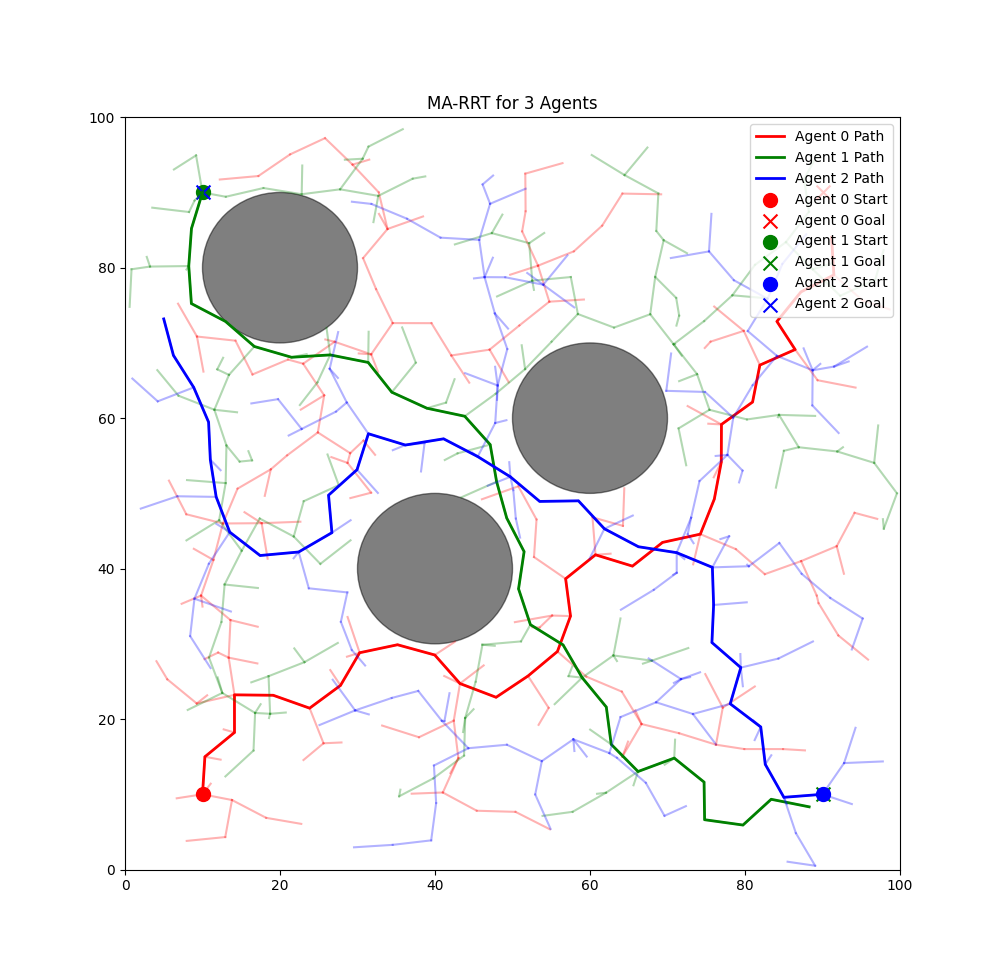 MA-RRT for 3 Agents
100
80
60
40
20
0
0
20
40
60
80
100
Agent 0 Path
Agent 1 Path
Agent 2 Path
Agent 0 Start
Agent 0 Goal
Agent 1 Start
Agent 1 Goal
Agent 2 Start
Agent 2 Goal